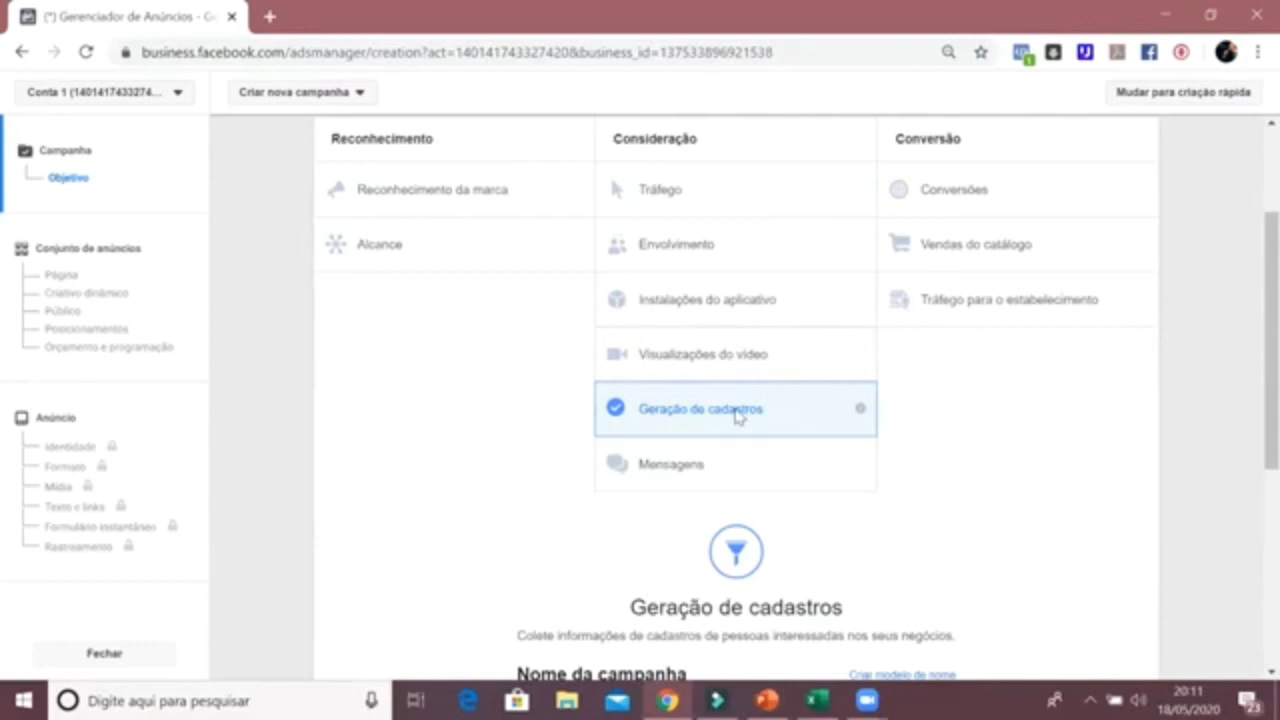 (*) Gerenciador de Anúncios - G
business.facebook.com/adsmanager/creation?act=140141743327420&business_id=137533896921538
Conta 1 (1401417433274...
Criar nova campanha
Mudar para criação rápida
Campanha
Objetivo
Conjunto de anúncios
Página
Criativo dinâmico
Público
Posicionamentos
Orçamento e programação
Anúncio
Identidade
Formato
Mídia
Texto e links
Formulário instantâneo
Rastreamento
Fechar
Reconhecimento
Reconhecimento da marca
Alcance
Consideração
Tráfego
Envolvimento
Instalações do aplicativo
Visualizações do vídeo
Geração de cadastros
Mensagens
Conversão
Conversões
Vendas do catálogo
Tráfego para o estabelecimento
Geração de cadastros
Colete informações de cadastros de pessoas interessadas nos seus negócios.
Nome da campanha
Criar modelo de nome
Digite aqui para pesquisar
20:11
18/05/2020
23